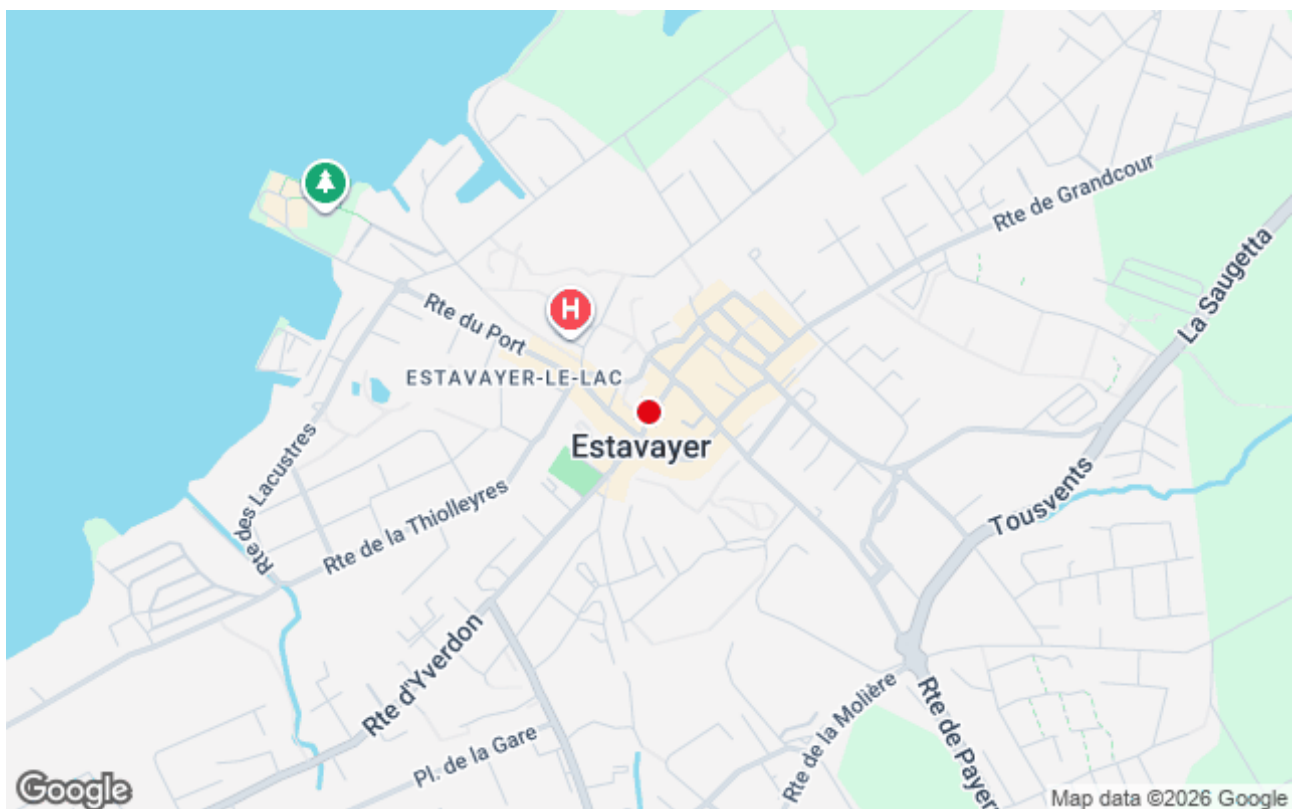 Rte de Grandcour
La Saugetta
Rte du Port
H
ESTAVAYER-LE-LAC
Estavayer
Rte des Lacustres
Rte de la Thiolleyres
Tousvents
Rte d'Yverdon
Rte de la Molière
Rte de Payer
Pl. de la Gare
Google
Map data ©2026 Google